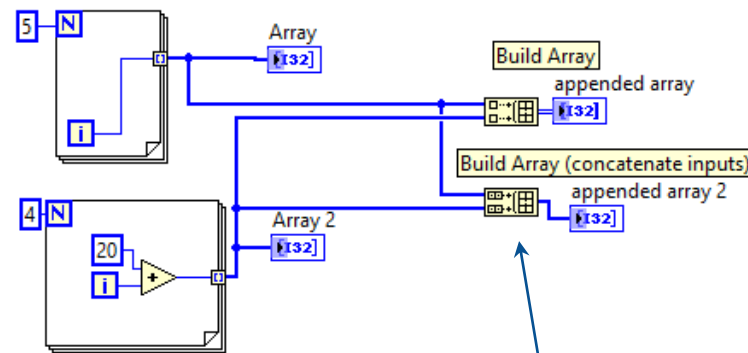 5
N
Array
[I32]
i
Build Array
appended array
[I32]
Build Array (concatenate inputs)
appended array 2
[I32]
4
N
20
i
+
Array 2
[I32]